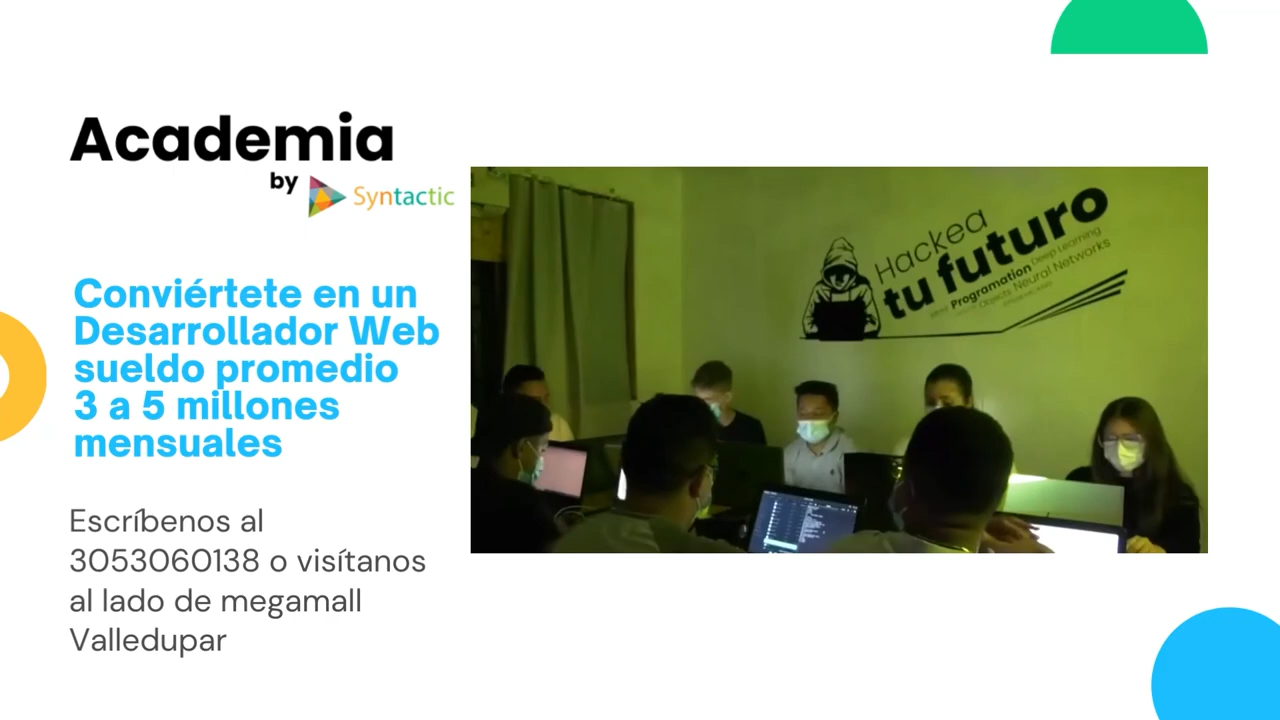 Academia
by Syntactic
Conviértete en un
Desarrollador Web
sueldo promedio
3 a 5 millones
mensuales
Escríbenos al
3053060138 o visítanos
al lado de megamall
Valledupar
Hackea
tu futuro
Programation Deep Learning
Objects Neural Networks